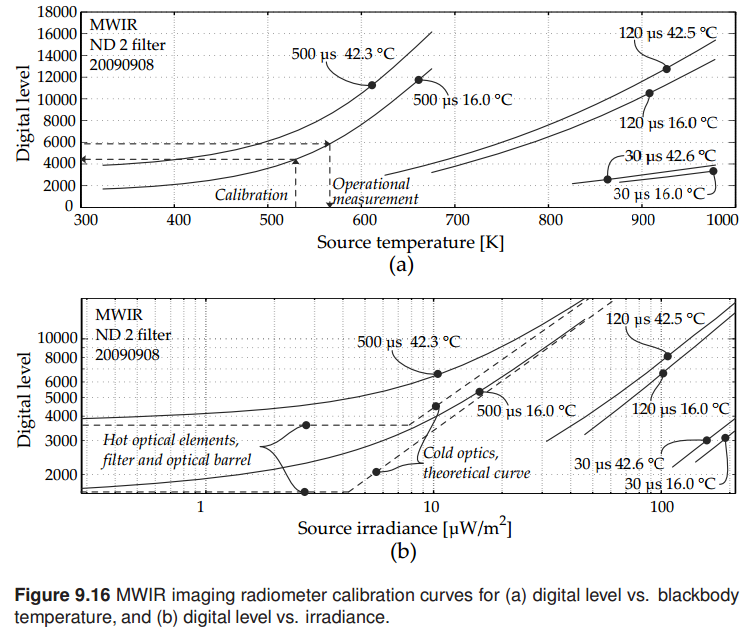 MWIR
ND 2 filter
20090908
500 µs 42.3 °C
500 µs 16.0 °C
120 µs 42.5 °C
120 µs 16.0 °C
30 µs 42.6 °C
30 µs 16.0 °C
Calibration
Operational
measurement
Digital level
18000
16000
14000
12000
10000
8000
6000
4000
2000
0
300 400 500 600 700 800 900 1000
Source temperature [K]
(a)
MWIR
ND 2 filter
20090908
500 µs 42.3 °C
500 µs 16.0 °C
120 µs 42.5 °C
120 µs 16.0 °C
30 µs 42.6 °C
30 µs 16.0 °C
Hot optical elements,
filter and optical barrel
Cold optics,
theoretical curve
Digital level
10000
8000
6000
5000
4000
3000
2000
1 10 100
Source irradiance [µW/m²]
(b)
Figure 9.16 MWIR imaging radiometer calibration curves for (a) digital level vs. blackbody
temperature, and (b) digital level vs. irradiance.